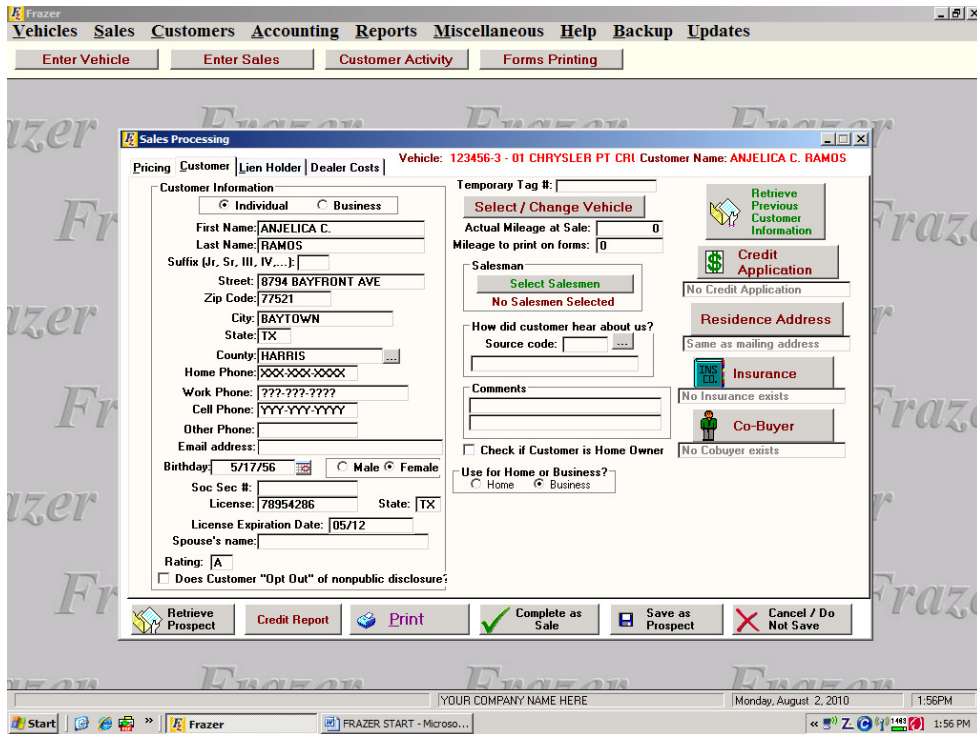 Frazer
Vehicles Sales Customers Accounting Reports Miscellaneous Help Backup Updates
Enter Vehicle Enter Sales Customer Activity Forms Printing
Sales Processing
Pricing Customer Lien Holder Dealer Costs Vehicle: 123456-3 - 01 CHRYSLER PT CRU Customer Name: ANJELICA C. RAMOS
Customer Information
Individual Business
First Name: ANJELICA C.
Last Name: RAMOS
Suffix (Jr, Sr, III, IV,...):
Street: 8794 BAYFRONT AVE
Zip Code: 77521
City: BAYTOWN
State: TX
County: HARRIS ...
Home Phone: XXX-XXX-XXXX
Work Phone: ???-???-????
Cell Phone: YYY-YYY-YYYY
Other Phone:
Email address:
Birthday: 5/17/56 Male Female
Soc Sec #:
License: 78954286 State: TX
License Expiration Date: 05/12
Spouse's name:
Rating: A
Does Customer "Opt Out" of nonpublic disclosure?
Temporary Tag #:
Select / Change Vehicle
Actual Mileage at Sale: 0
Mileage to print on forms: 0
Salesman
Select Salesmen
No Salesmen Selected
How did customer hear about us?
Source code: ...
Comments
Check if Customer is Home Owner
Use for Home or Business?
Home Business
Retrieve
Previous
Customer
Information
Credit
Application
No Credit Application
Residence Address
Same as mailing address
INS
CO.
Insurance
No Insurance exists
Co-Buyer
No Cobuyer exists
Retrieve
Prospect
Credit Report
Print
Complete as
Sale
Save as
Prospect
Cancel / Do
Not Save
YOUR COMPANY NAME HERE Monday, August 2, 2010 1:56PM
Start » Frazer FRAZER START - Microso... « 1:56 PM